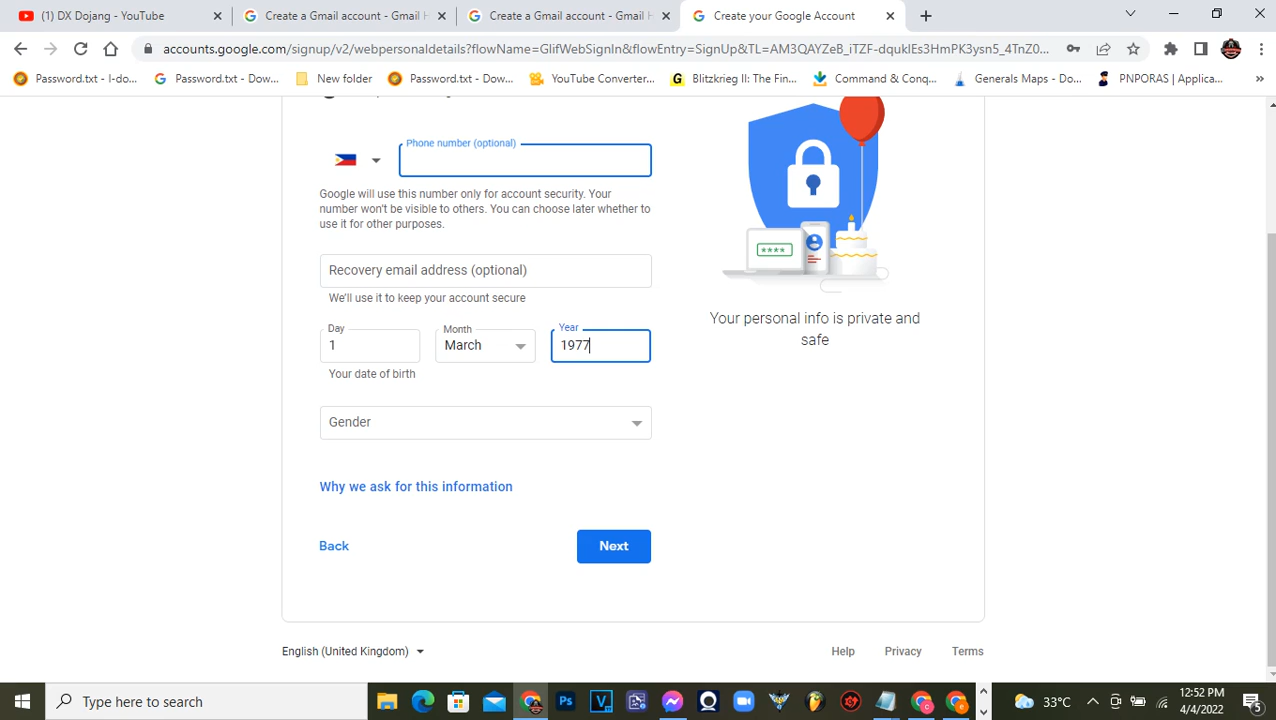 (1) DX Dojang - YouTube
Create a Gmail account - Gmail H
Create a Gmail account - Gmail H
Create your Google Account
accounts.google.com/signup/v2/webpersonaldetails?flowName=GlifWebSignIn&flowEntry=SignUp&TL=AM3QAYZeB_iTZF-dquklEs3HmPK3ysn5_4TnZ0...
Password.txt - I-do...
Password.txt - Dow...
New folder
Password.txt - Dow...
YouTube Converter...
Blitzkrieg II: The Fin...
Command & Conq...
Generals Maps - Do...
PNPORAS | Applica...
»
Phone number (optional)
Google will use this number only for account security. Your
number won't be visible to others. You can choose later whether to
use it for other purposes.
Recovery email address (optional)
We'll use it to keep your account secure
Day
Month
Year
1
March
1977
Your date of birth
Gender
Why we ask for this information
Back
Next
****
Your personal info is private and
safe
English (United Kingdom)
Help
Privacy
Terms
Type here to search
Ps
V
33°C
12:52 PM
4/4/2022
5